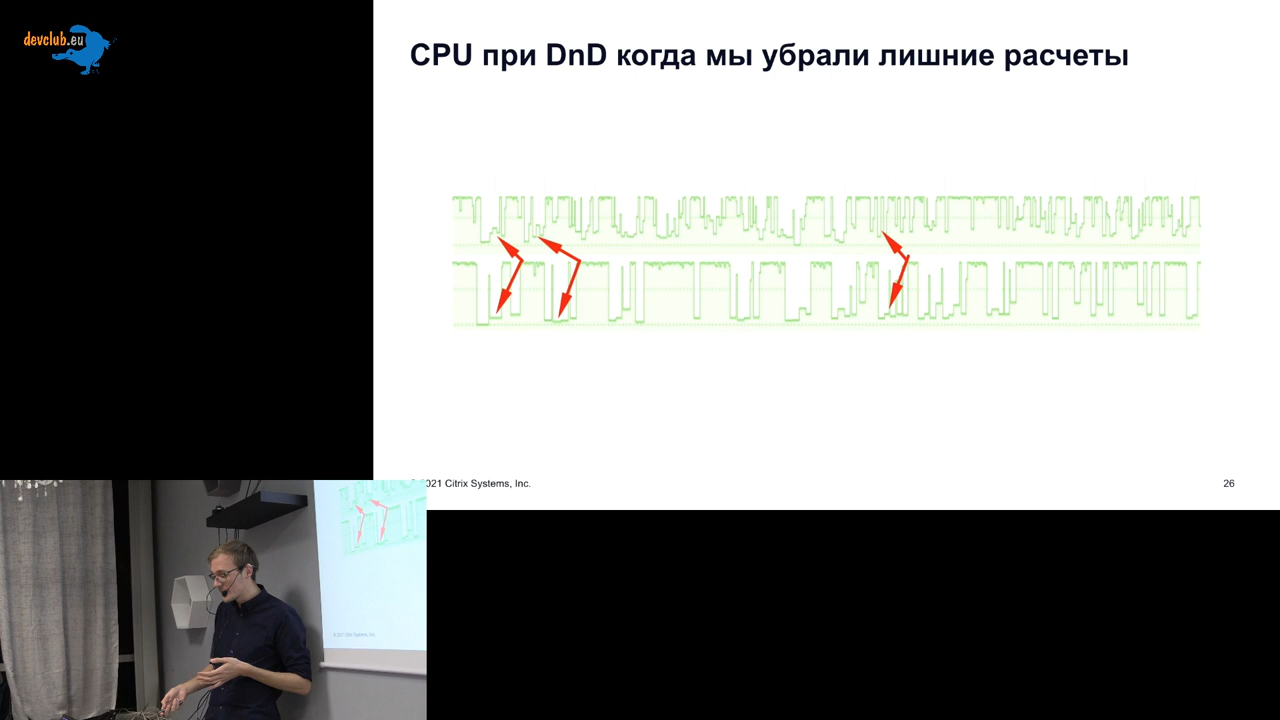 devclub.eu
CPU при DnD когда мы убрали лишние расчеты
2021 Citrix Systems, Inc.
26